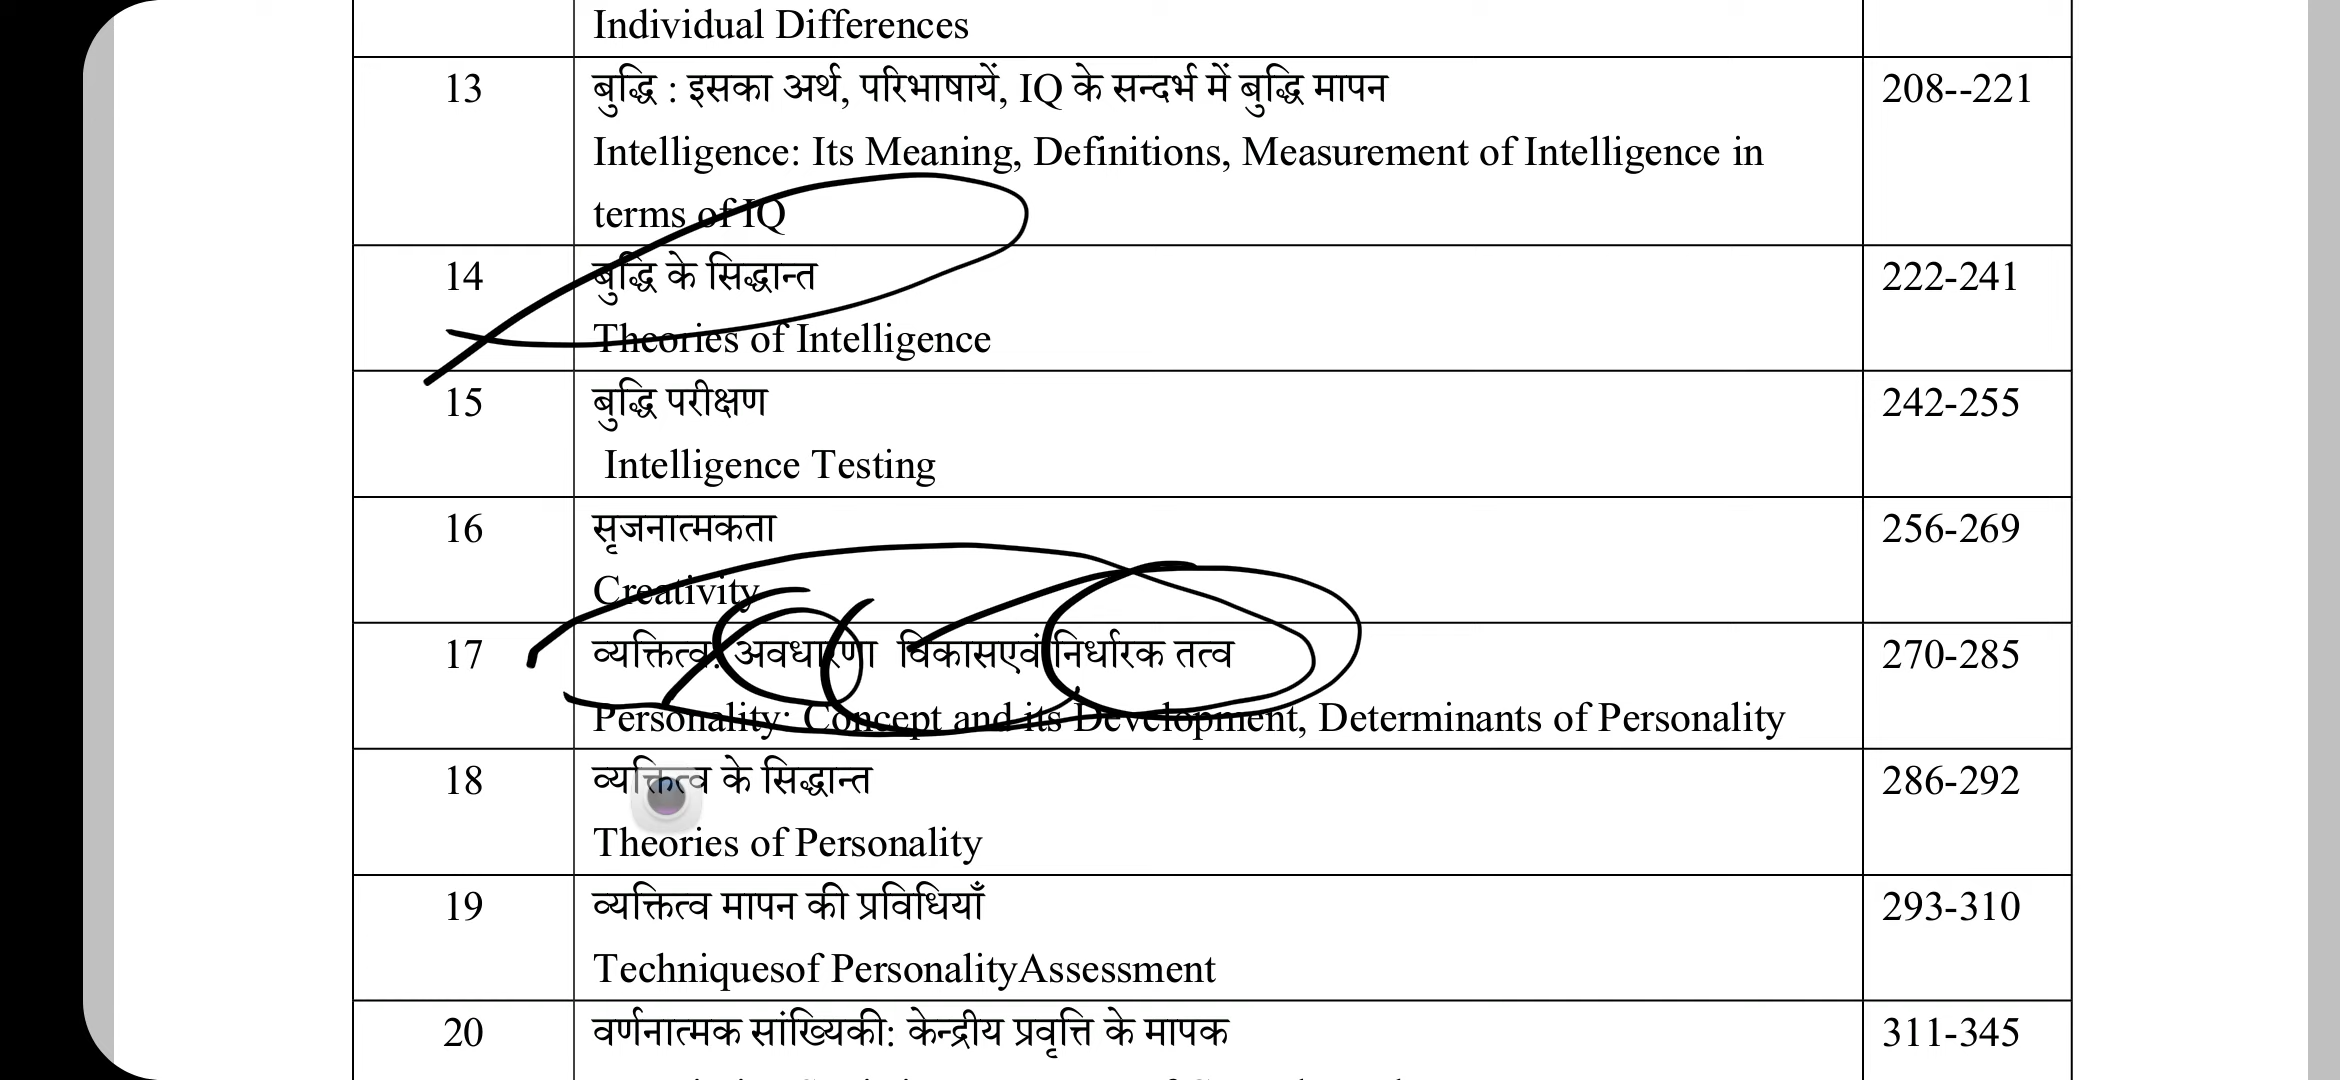 Individual Differences
13 बुद्धि : इसका अर्थ, परिभाषायें, IQ के सन्दर्भ में बुद्धि मापन 208--221
Intelligence: Its Meaning, Definitions, Measurement of Intelligence in
terms of IQ
14 बुद्धि के सिद्धान्त 222-241
Theories of Intelligence
15 बुद्धि परीक्षण 242-255
Intelligence Testing
16 सृजनात्मकता 256-269
Creativity
17 व्यक्तित्व: अवधारणा विकासएवं निर्धारक तत्व 270-285
Personality: Concept and its Development, Determinants of Personality
18 व्यक्तित्व के सिद्धान्त 286-292
Theories of Personality
19 व्यक्तित्व मापन की प्रविधियाँ 293-310
Techniquesof PersonalityAssessment
20 वर्णनात्मक सांख्यिकी: केन्द्रीय प्रवृत्ति के मापक 311-345